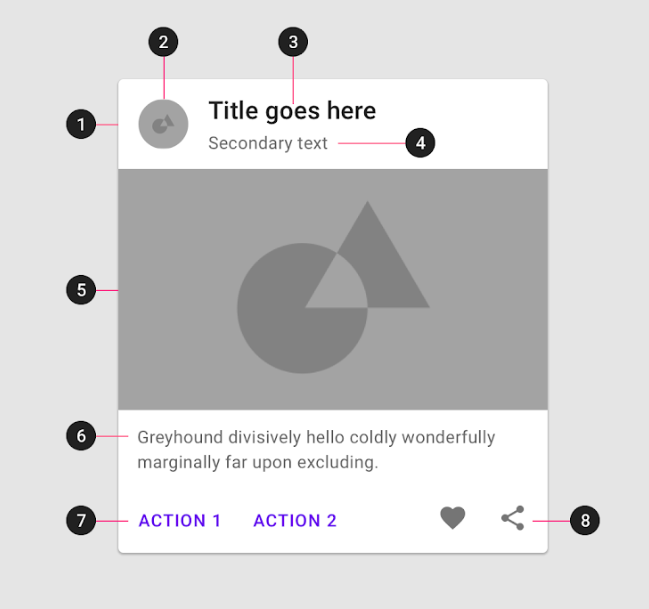 2
3
1
Title goes here
Secondary text
4
5
6
Greyhound divisively hello coldly wonderfully
marginally far upon excluding.
7
ACTION 1
ACTION 2
8